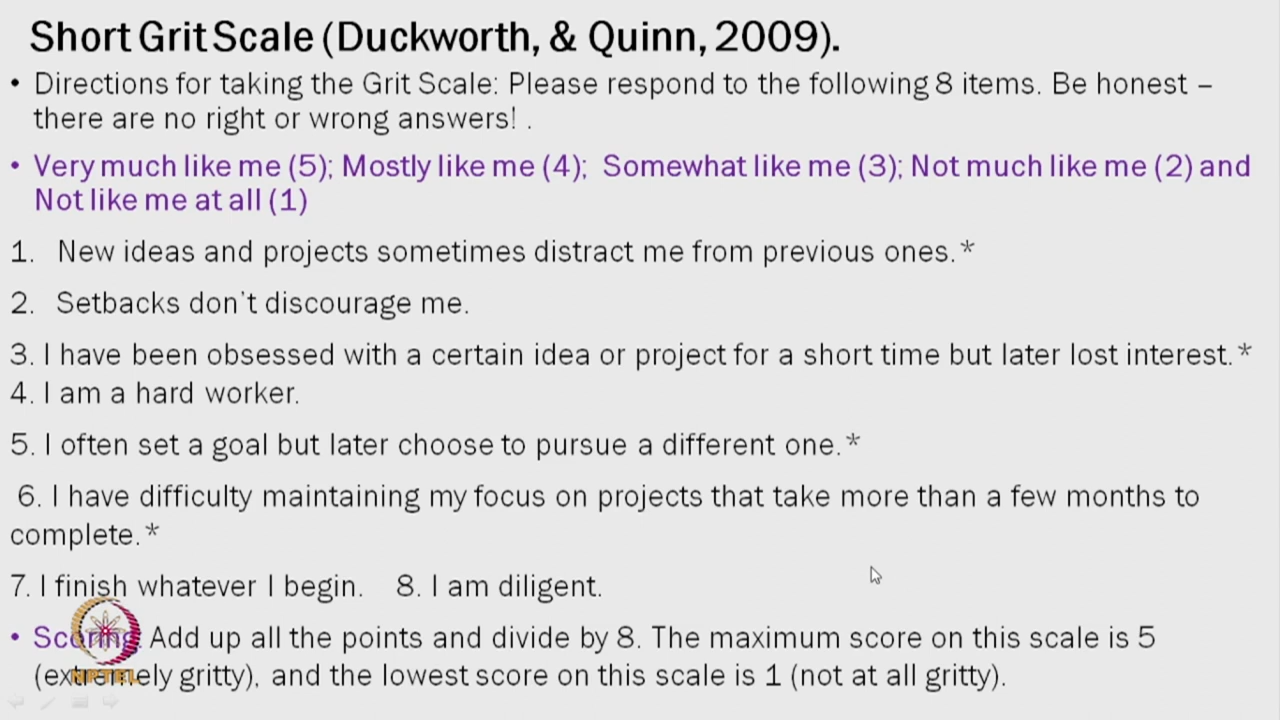 Short Grit Scale (Duckworth, & Quinn, 2009).
• Directions for taking the Grit Scale: Please respond to the following 8 items. Be honest –
there are no right or wrong answers! .
• Very much like me (5); Mostly like me (4); Somewhat like me (3); Not much like me (2) and
Not like me at all (1)
1. New ideas and projects sometimes distract me from previous ones.*
2. Setbacks don't discourage me.
3. I have been obsessed with a certain idea or project for a short time but later lost interest.*
4. I am a hard worker.
5. I often set a goal but later choose to pursue a different one.*
6. I have difficulty maintaining my focus on projects that take more than a few months to
complete.*
7. I finish whatever I begin. 8. I am diligent.
• Scoring: Add up all the points and divide by 8. The maximum score on this scale is 5
(extremely gritty), and the lowest score on this scale is 1 (not at all gritty).
NPTEL